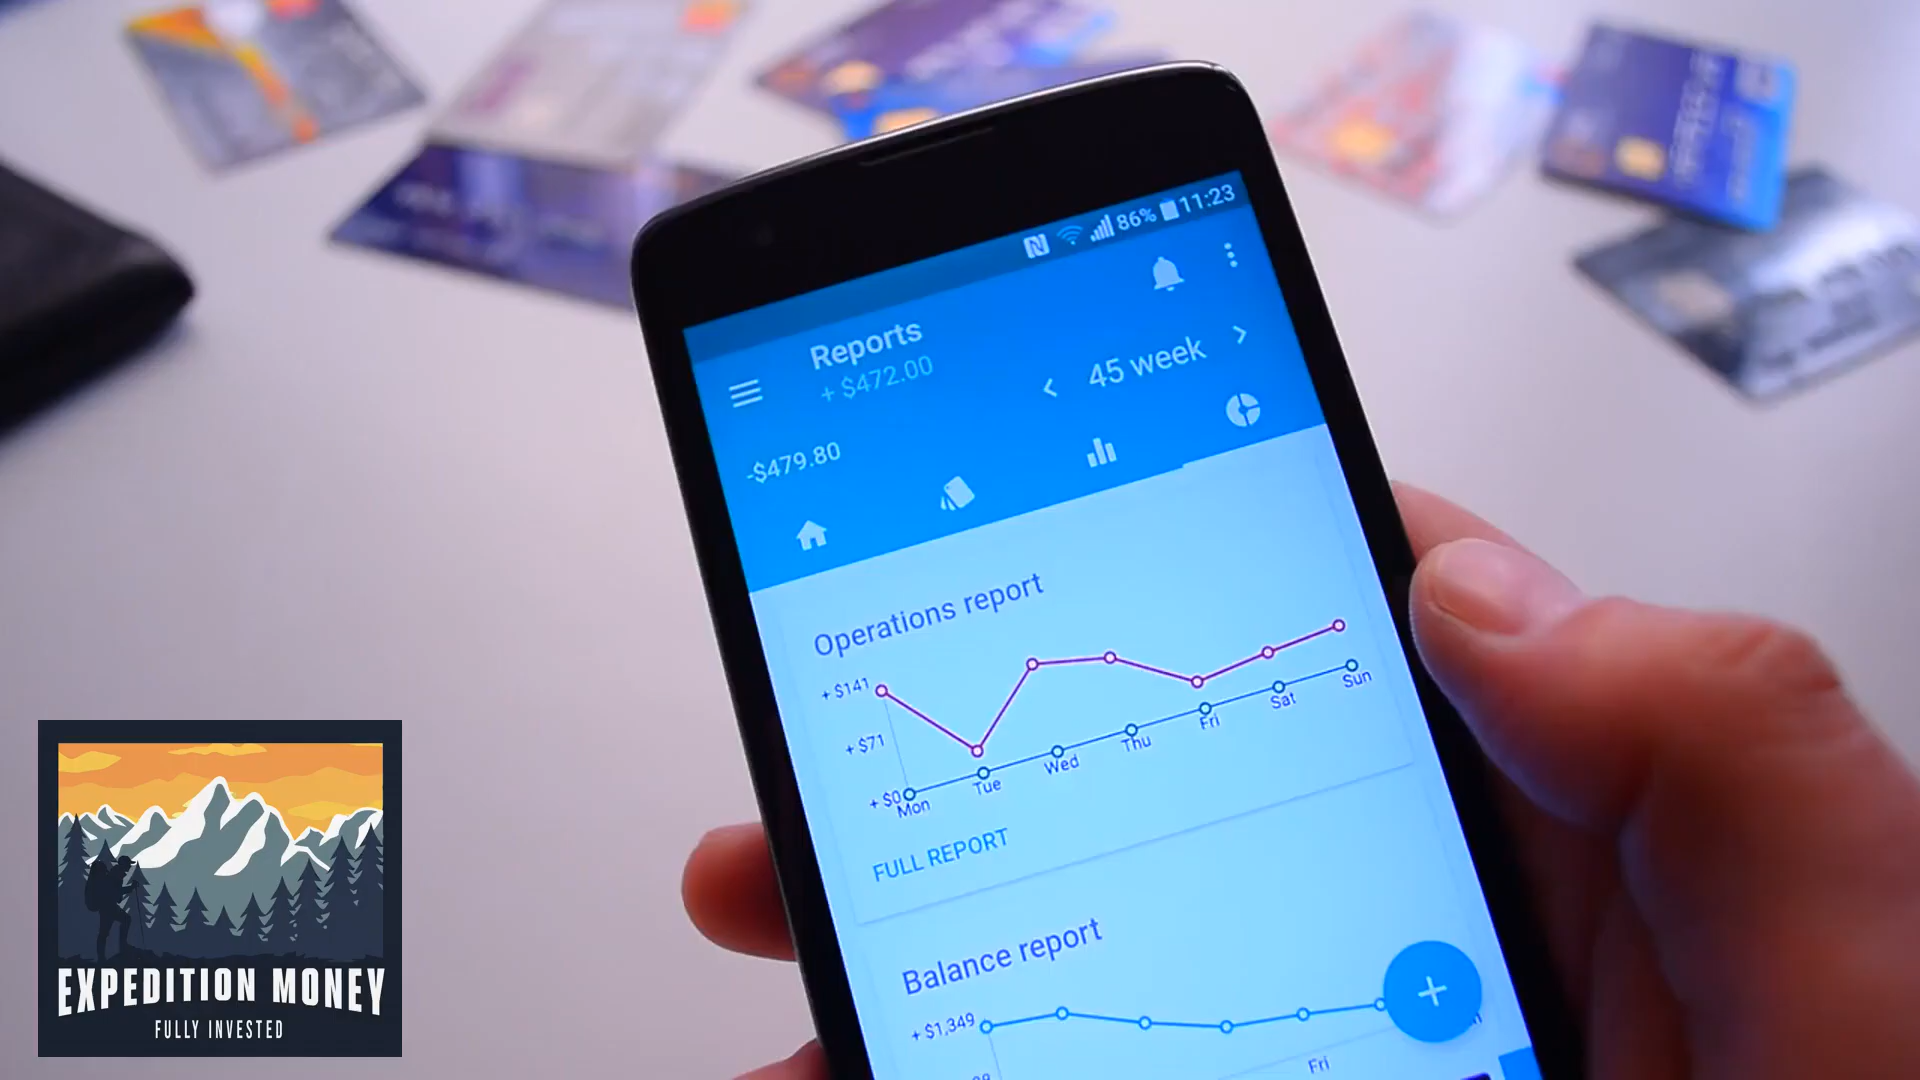 86% 11:23
Reports
+ $472.00
45 week
-$479.80
Operations report
+ $141
+ $71
+ $0
Mon
Tue
Wed
Thu
Fri
Sat
Sun
FULL REPORT
Balance report
+ $1,349
Fri
EXPEDITION MONEY
FULLY INVESTED